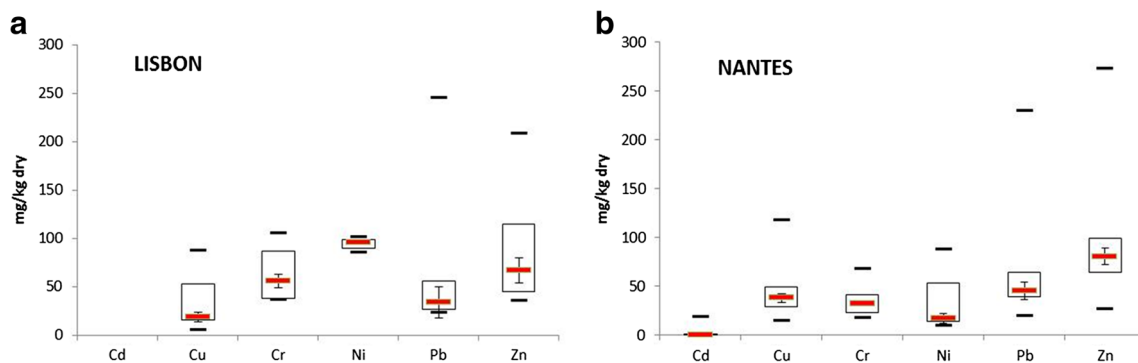 a
LISBON
mg/kg dry
300
250
200
150
100
50
0
Cd Cu Cr Ni Pb Zn
b
NANTES
mg/kg dry
300
250
200
150
100
50
0
Cd Cu Cr Ni Pb Zn